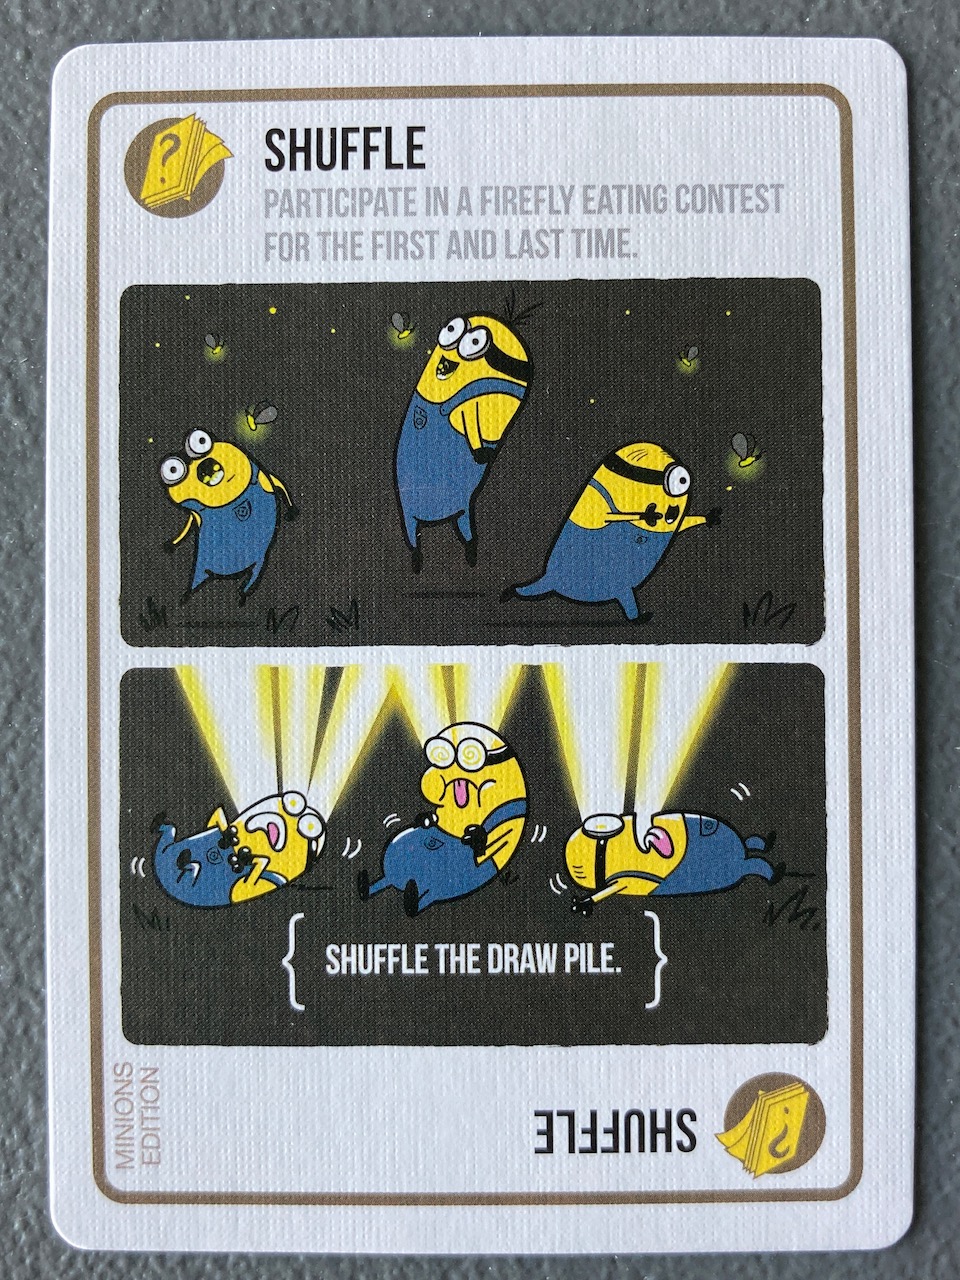 ?
SHUFFLE
PARTICIPATE IN A FIREFLY EATING CONTEST
FOR THE FIRST AND LAST TIME.
{ SHUFFLE THE DRAW PILE. }
MINIONS
EDITION
SHUFFLE
?